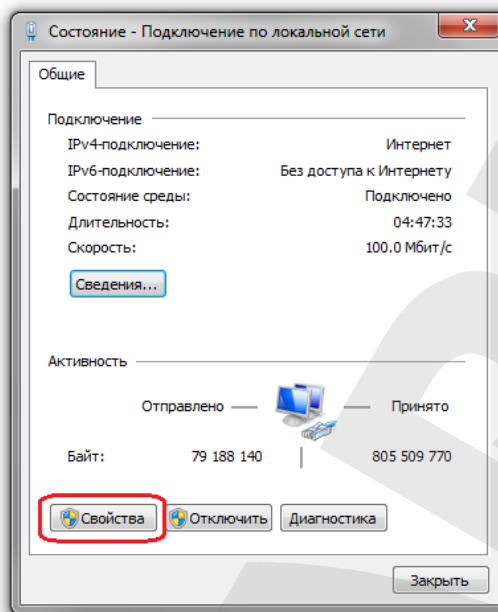 Состояние - Подключение по локальной сети
Общие
Подключение
IPv4-подключение: Интернет
IPv6-подключение: Без доступа к Интернету
Состояние среды: Подключено
Длительность: 04:47:33
Скорость: 100.0 Мбит/с
Сведения...
Активность
Отправлено — Принято
Байт: 79 188 140 | 805 509 770
Свойства Отключить Диагностика
Закрыть